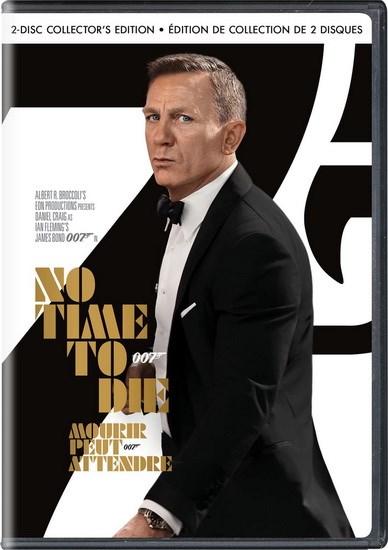 2-DISC COLLECTOR'S EDITION • ÉDITION DE COLLECTION DE 2 DISQUES
ALBERT R. BROCCOLI'S
EON PRODUCTIONS PRESENTS
DANIEL CRAIG AS
IAN FLEMING'S
JAMES BOND 007 IN
NO
TIME
TO 007
DIE
MOURIR
PEUT 007
ATTENDRE